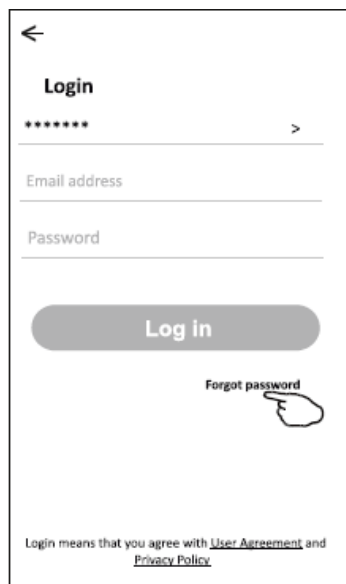 Login
*******
>
Email address
Password
Log in
Forgot password
Login means that you agree with User Agreement and
Privacy Policy